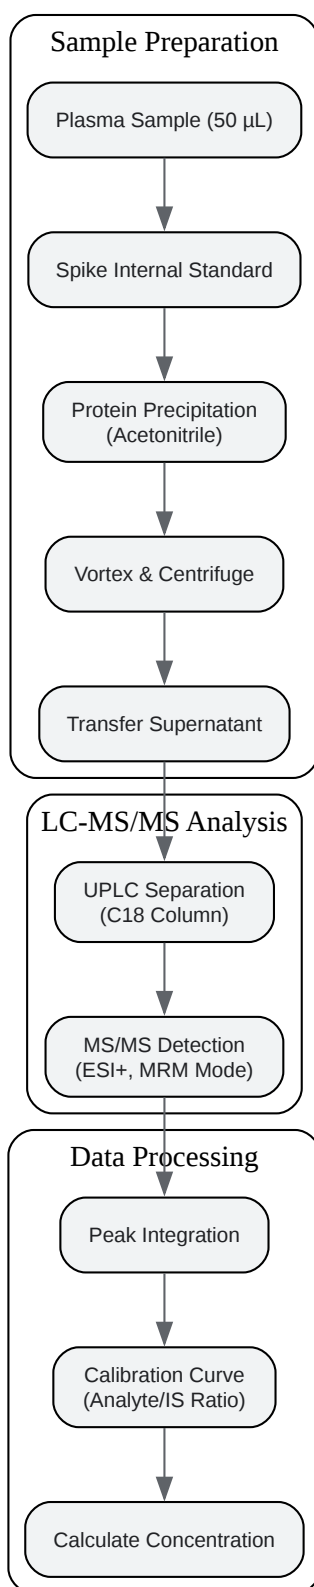 Sample Preparation
Plasma Sample (50 µL)
Spike Internal Standard
Protein Precipitation
(Acetonitrile)
Vortex & Centrifuge
Transfer Supernatant
LC-MS/MS Analysis
UPLC Separation
(C18 Column)
MS/MS Detection
(ESI+, MRM Mode)
Data Processing
Peak Integration
Calibration Curve
(Analyte/IS Ratio)
Calculate Concentration